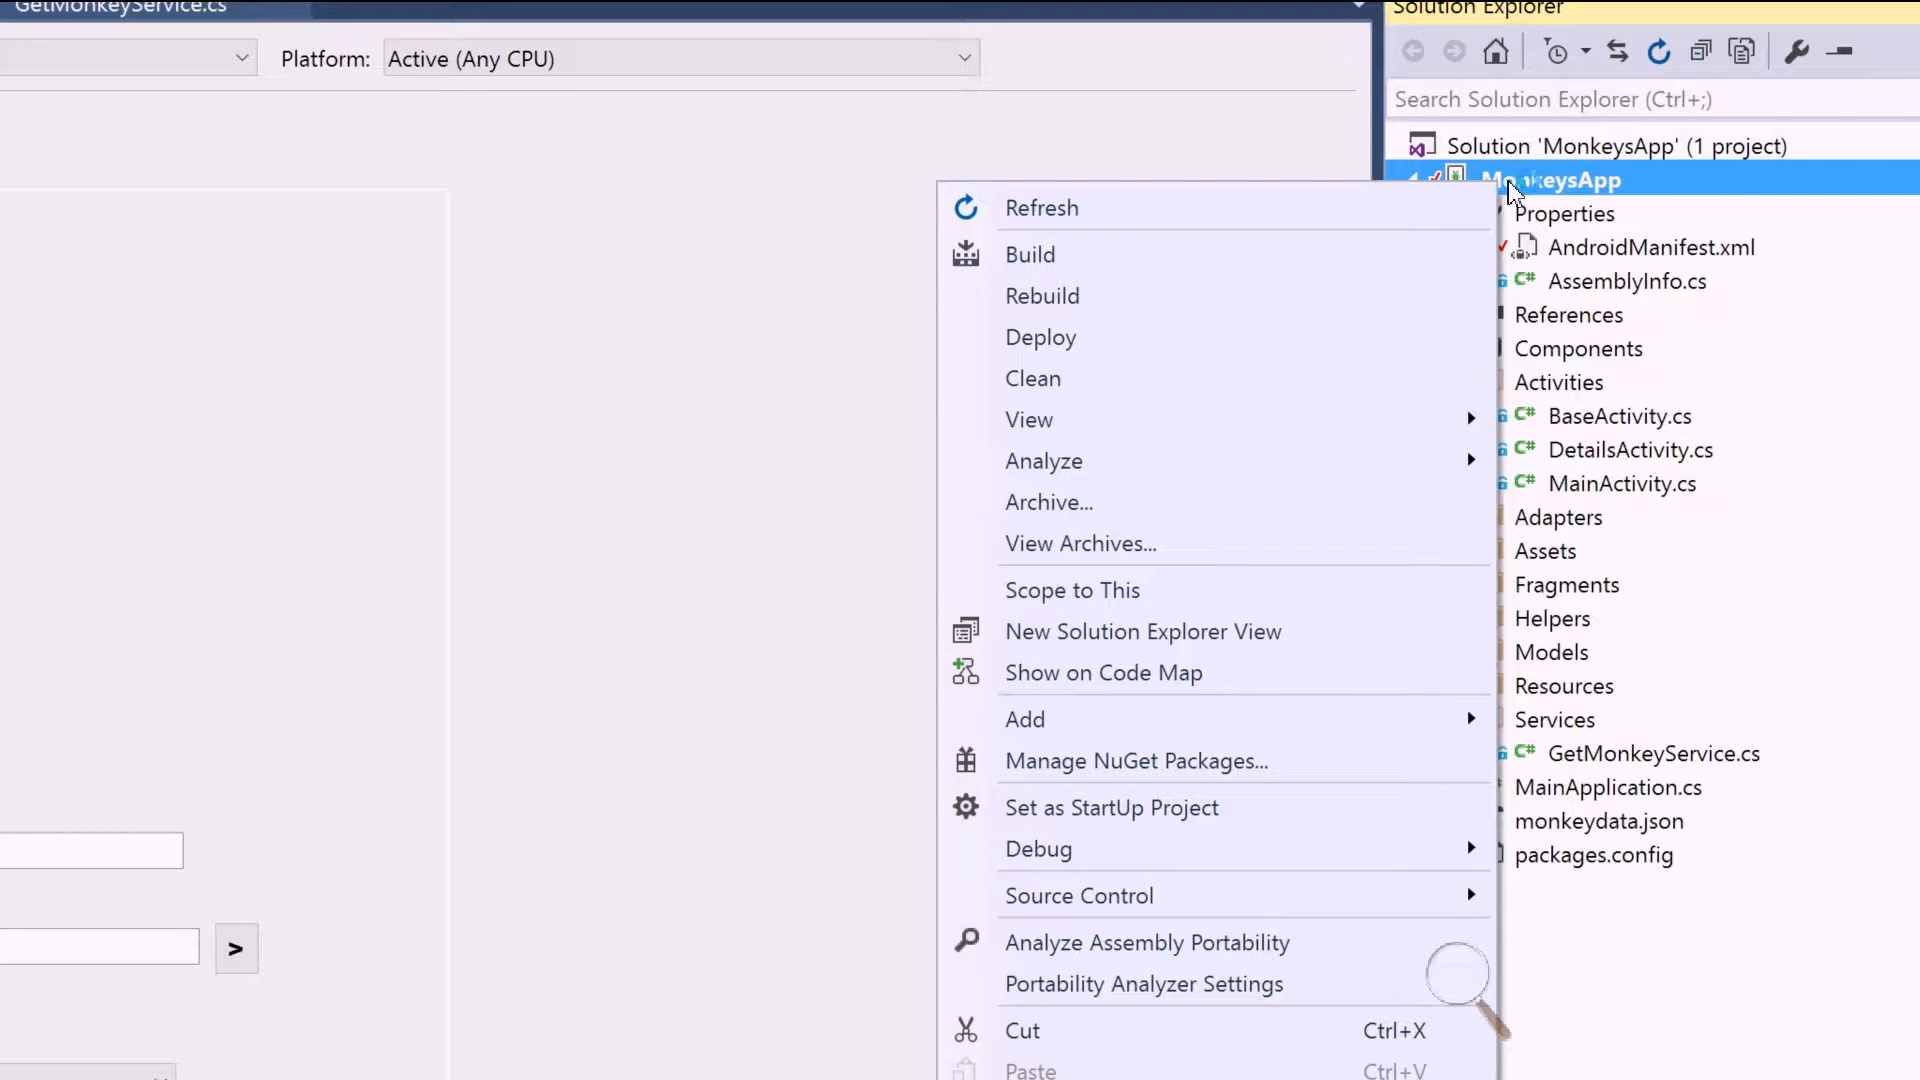 GetMonkeyService.cs
Platform: Active (Any CPU)
Solution Explorer
Search Solution Explorer (Ctrl+;)
Solution 'MonkeysApp' (1 project)
MonkeysApp
Properties
AndroidManifest.xml
C# AssemblyInfo.cs
References
Components
Activities
C# BaseActivity.cs
C# DetailsActivity.cs
C# MainActivity.cs
Adapters
Assets
Fragments
Helpers
Models
Resources
Services
C# GetMonkeyService.cs
MainApplication.cs
monkeydata.json
packages.config
Refresh
Build
Rebuild
Deploy
Clean
View
Analyze
Archive...
View Archives...
Scope to This
New Solution Explorer View
Show on Code Map
Add
Manage NuGet Packages...
Set as StartUp Project
Debug
Source Control
Analyze Assembly Portability
Portability Analyzer Settings
Cut Ctrl+X
Paste Ctrl+V
>